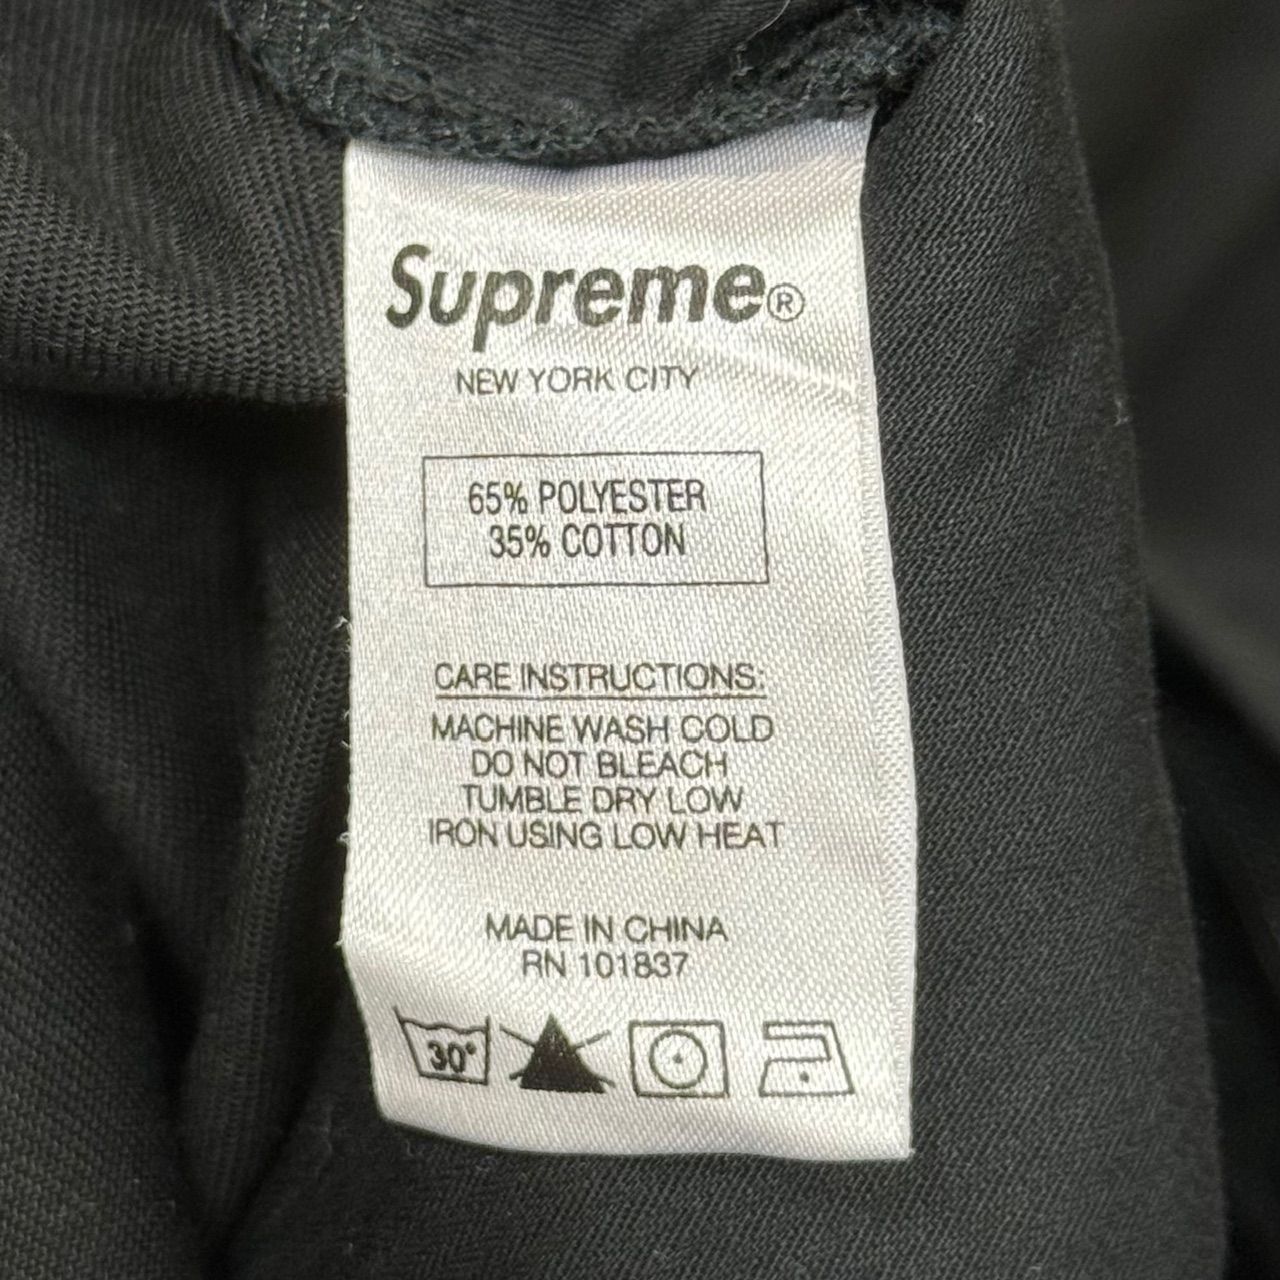 Supreme®
NEW YORK CITY
65% POLYESTER
35% COTTON
CARE INSTRUCTIONS:
MACHINE WASH COLD
DO NOT BLEACH
TUMBLE DRY LOW
IRON USING LOW HEAT
MADE IN CHINA
RN 101837
30°